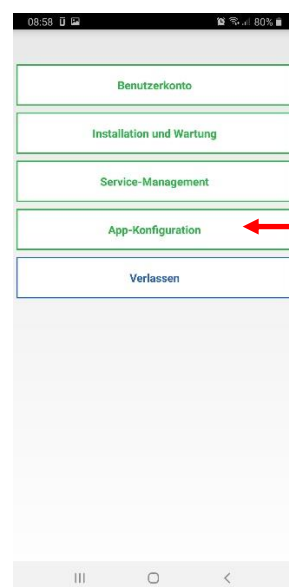 08:58 80%
Benutzerkonto
Installation und Wartung
Service-Management
App-Konfiguration
Verlassen